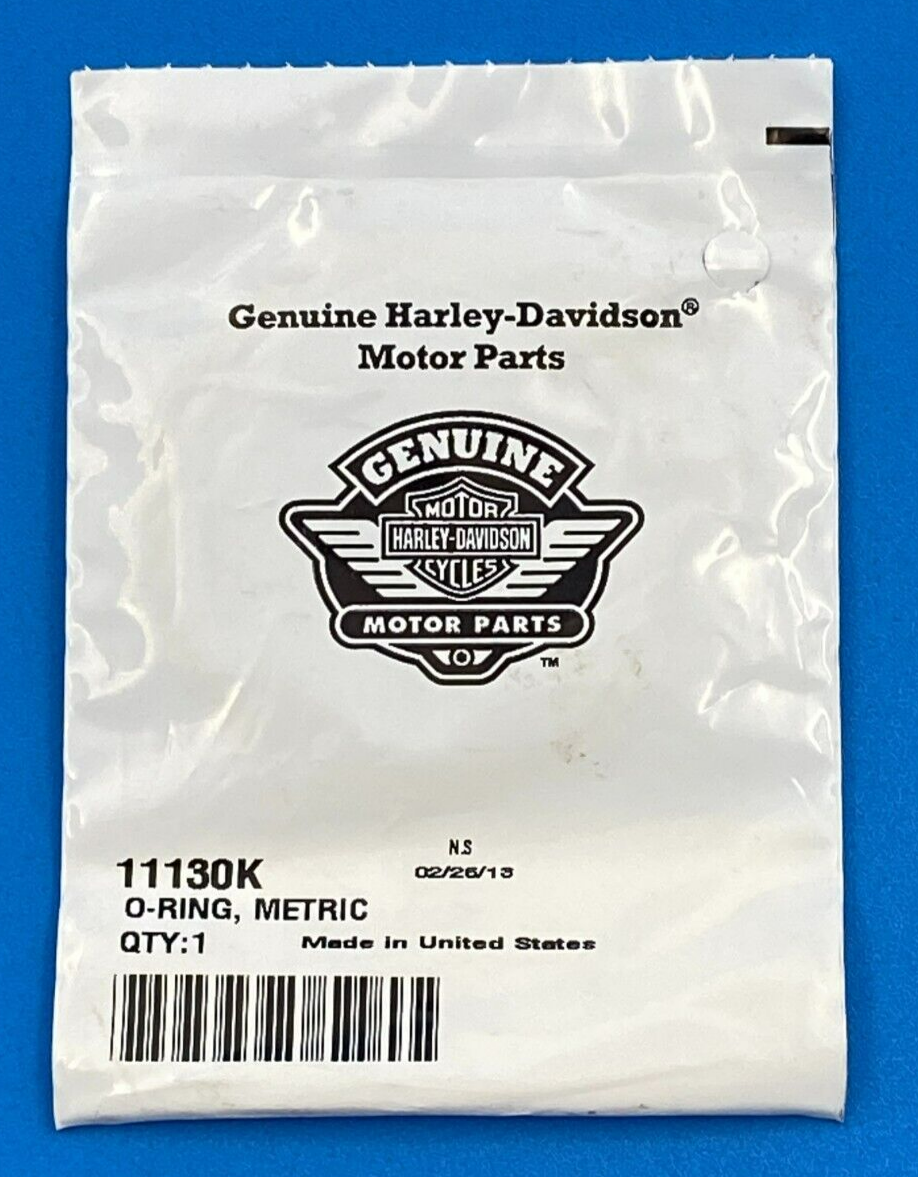 Genuine Harley-Davidson®
Motor Parts
GENUINE
MOTOR
HARLEY-DAVIDSON
CYCLES
MOTOR PARTS
TM
N.S
11130K
02/26/13
O-RING, METRIC
QTY:1 Made in United States